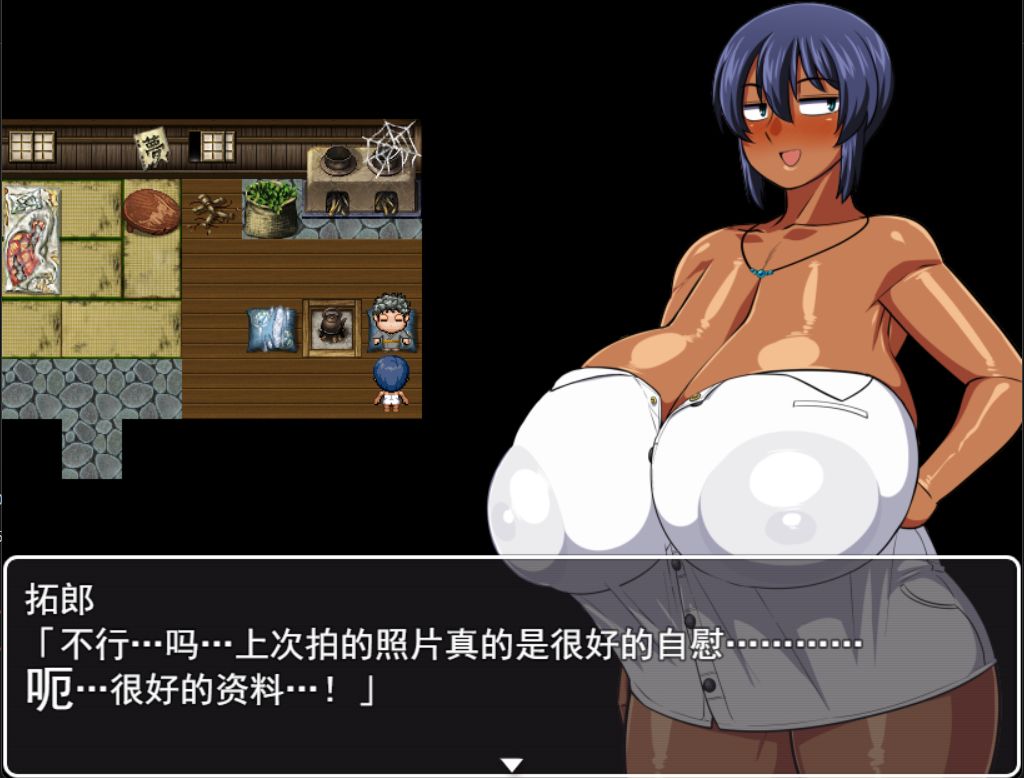 夢
拓郎
「不行…吗…上次拍的照片真的是很好的自慰…………
呃…很好的资料…！」